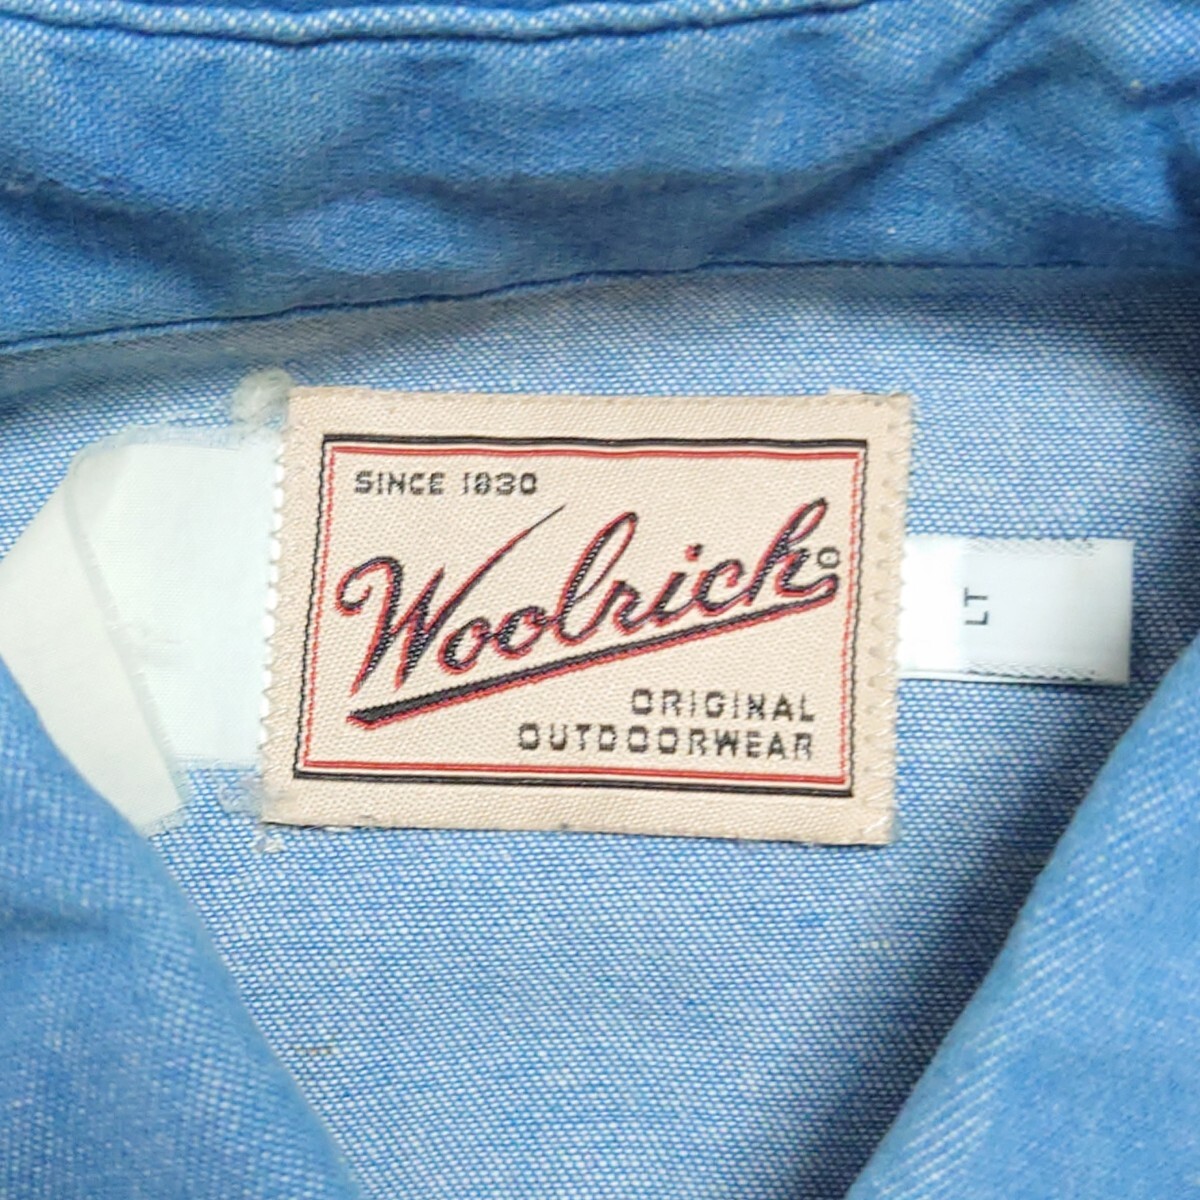 SINCE 1830
Woolrich®
ORIGINAL
OUTDOORWEAR
LT